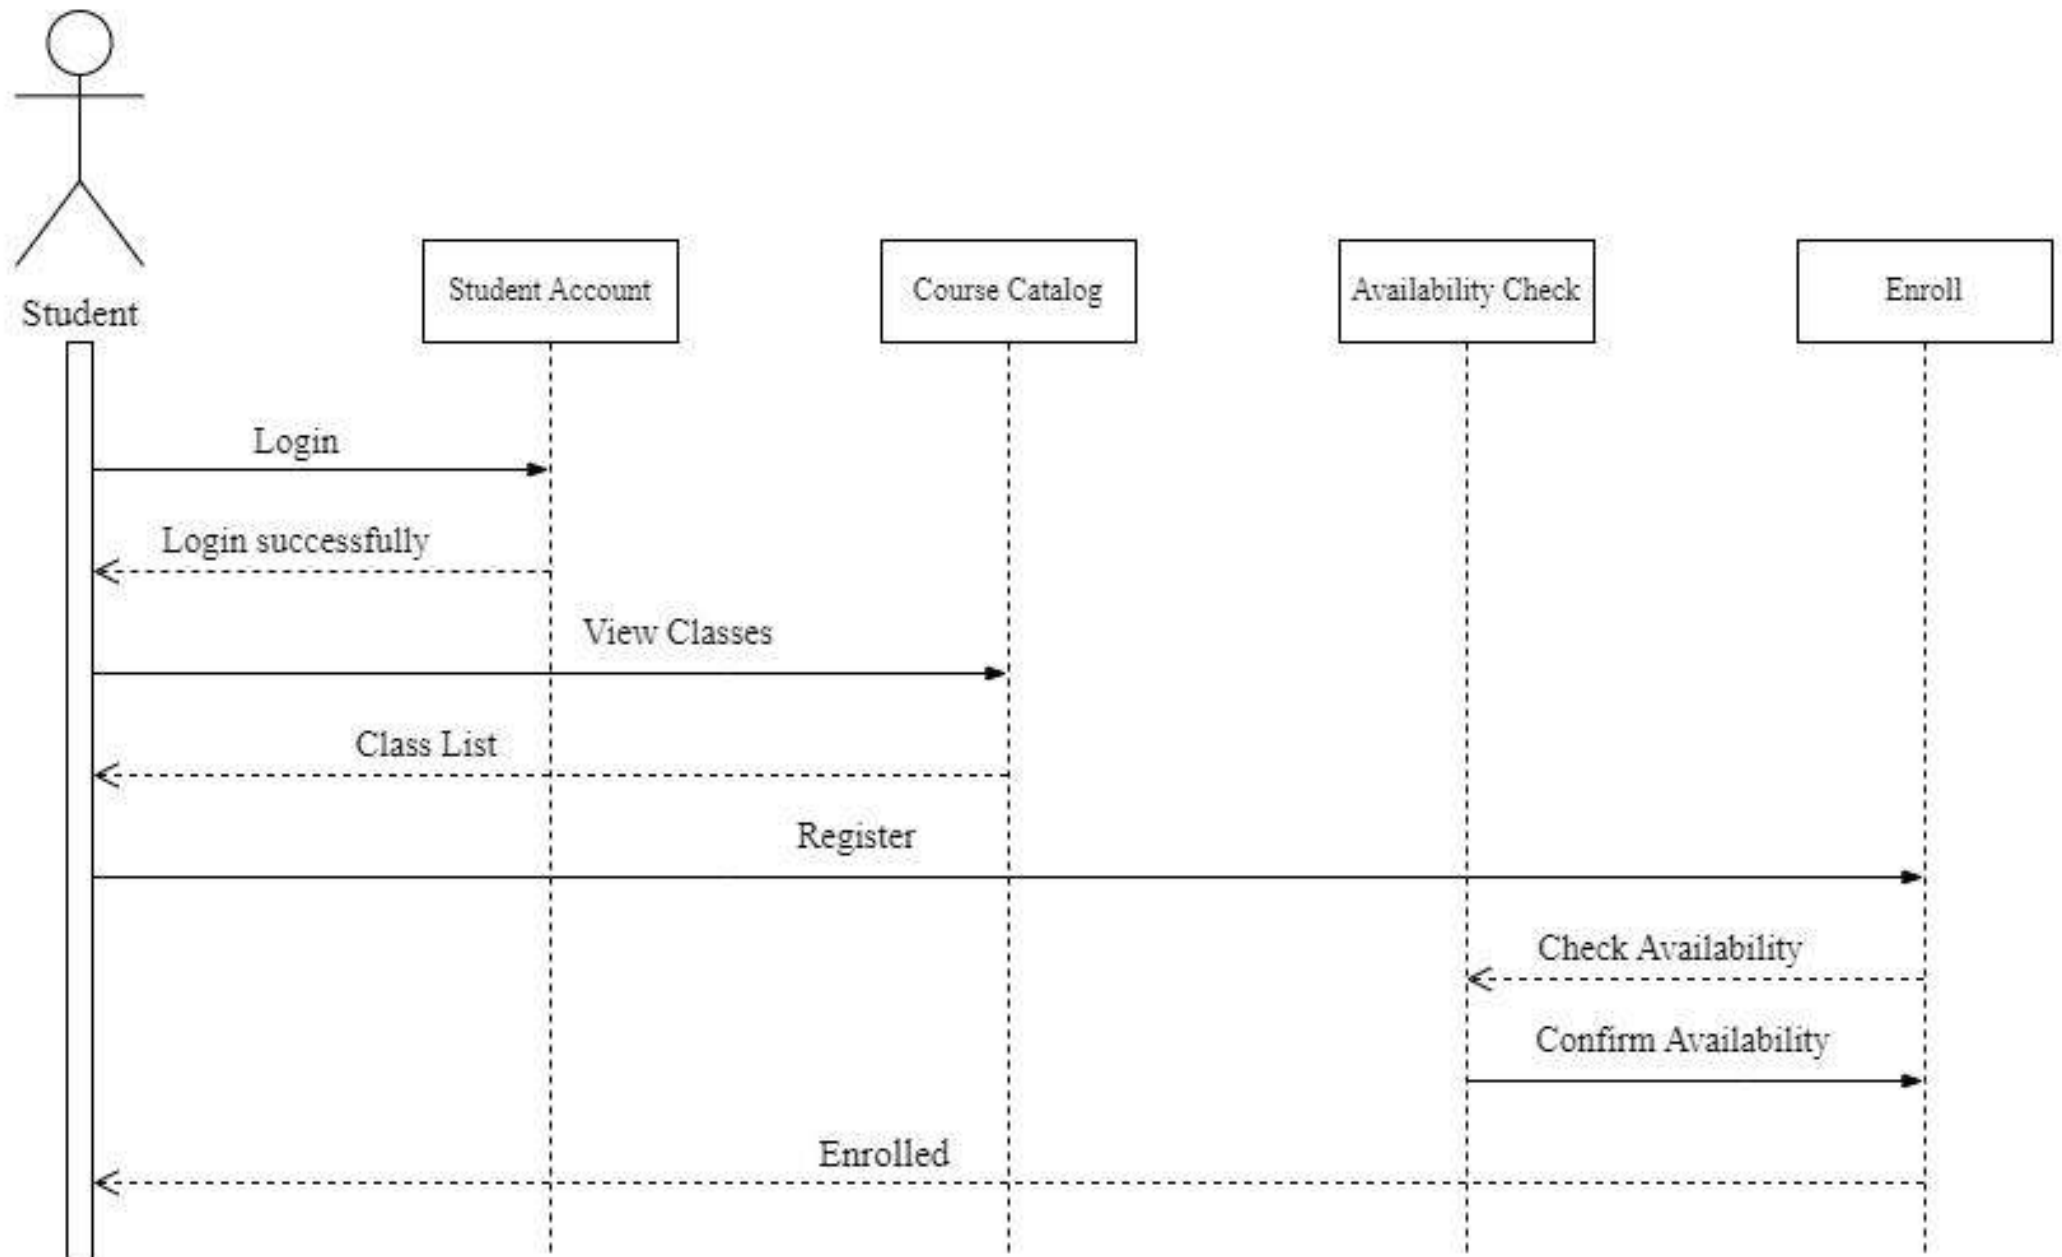 Student
Student Account
Course Catalog
Availability Check
Enroll
Login
Login successfully
View Classes
Class List
Register
Check Availability
Confirm Availability
Enrolled